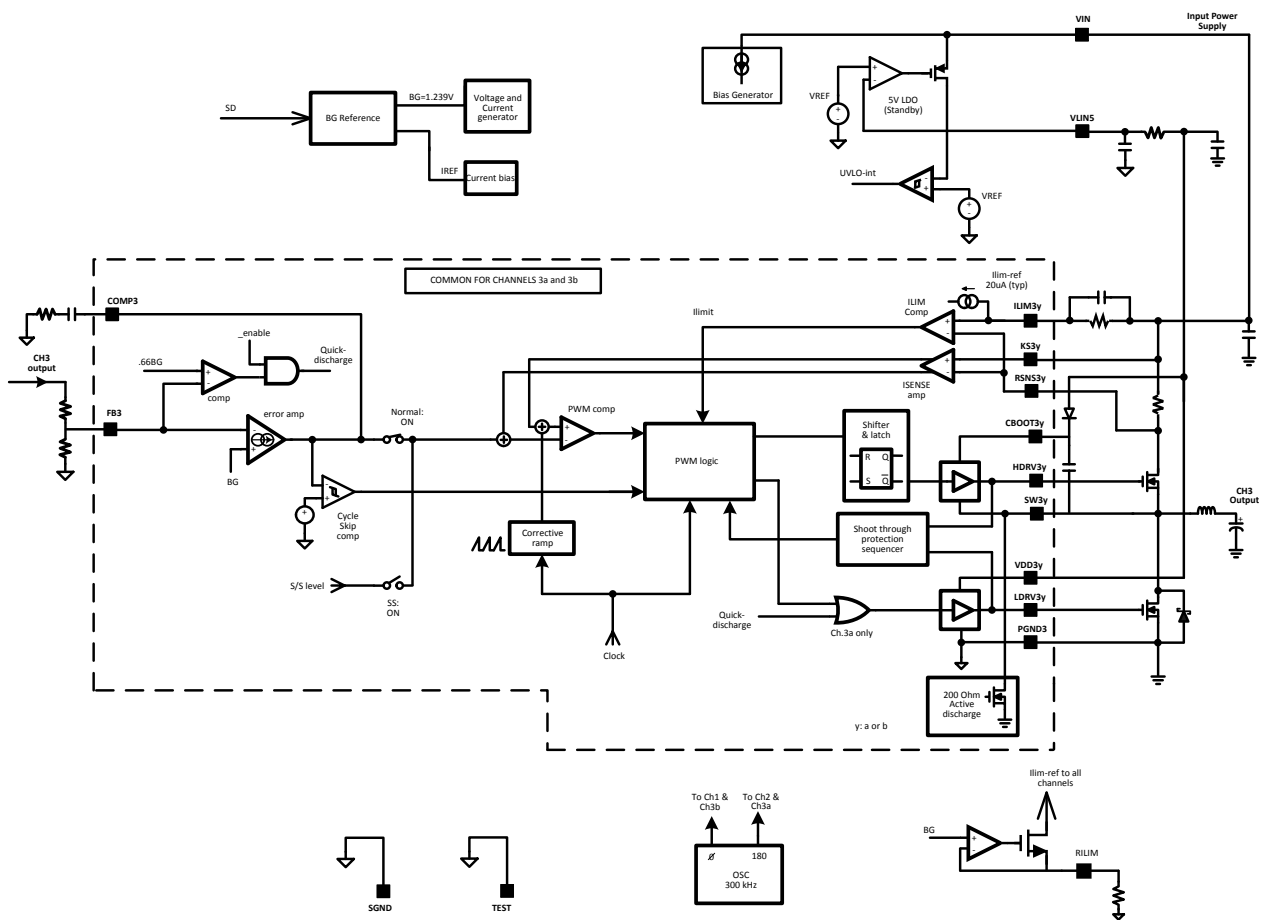 VIN
Input Power
Supply
Bias Generator
VREF
+
-
+
-
5V LDO
(Standby)
SD
BG Reference
BG=1.239V
Voltage and
Current
generator
IREF
Current bias
VLIN5
UVLO-int
-
+
+
-
VREF
COMMON FOR CHANNELS 3a and 3b
COMP3
_enable
.66BG
Quick-
discharge
+
-
comp
CH3
output
FB3
error amp
-
+
BG
Normal:
ON
-
+
+
Cycle
Skip
comp
S/S level
SS:
ON
PWM comp
+
-
Corrective
ramp
Clock
PWM logic
Ilimit
ILIM
Comp
+
-
Ilim-ref
20uA (typ)
ILIM3y
KS3y
+
-
ISENSE
amp
RSNS3y
Shifter
& latch
R Q
S Q
CBOOT3y
HDRV3y
SW3y
CH3
Output
+
Shoot through
protection
sequencer
VDD3y
LDRV3y
PGND3
Quick-
discharge
Ch.3a only
200 Ohm
Active
discharge
y: a or b
To Ch1 &
Ch3b
To Ch2 &
Ch3a
ø 180
OSC
300 kHz
Ilim-ref to all
channels
BG
+
-
RILIM
SGND
TEST